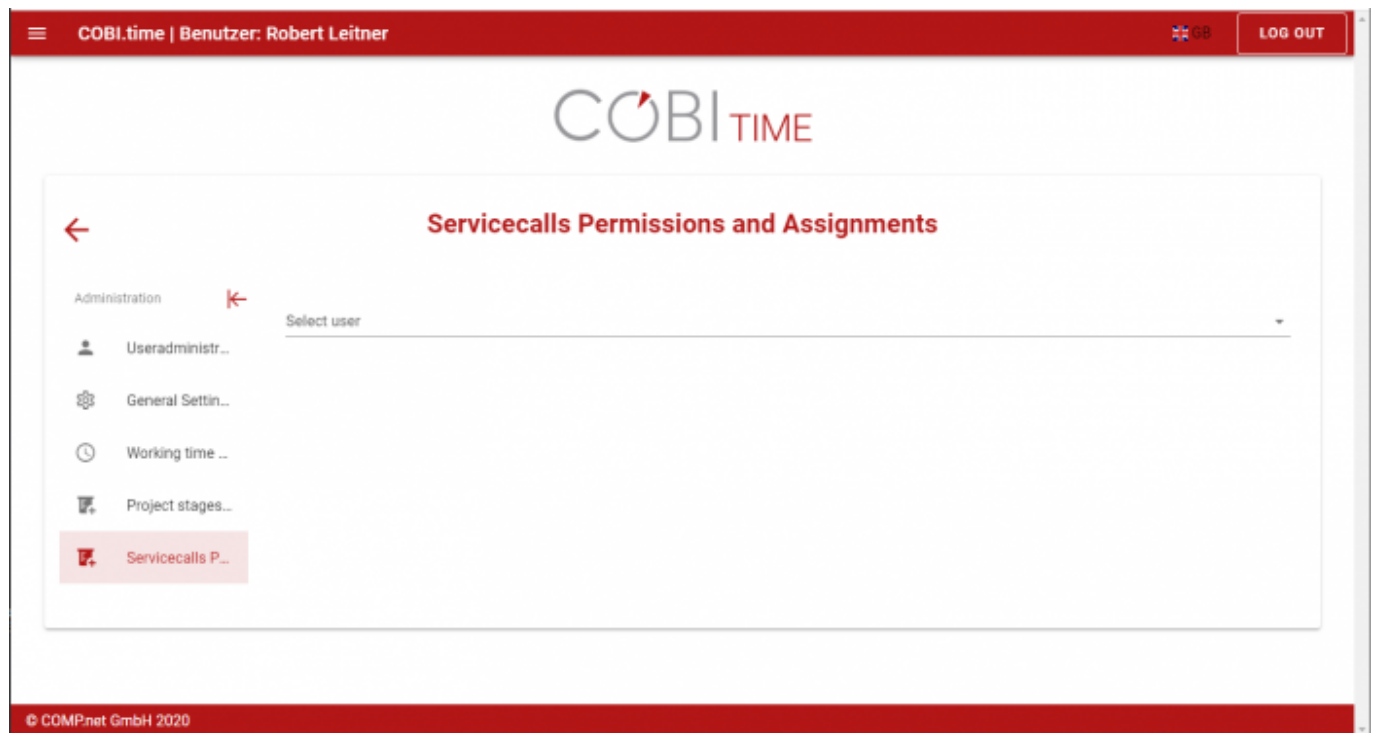 COBI.time | Benutzer: Robert Leitner
GB
LOG OUT
COBI TIME
Servicecalls Permissions and Assignments
Administration
Select user
Useradministr...
General Settin...
Working time ...
Project stages...
Servicecalls P...
© COMP.net GmbH 2020